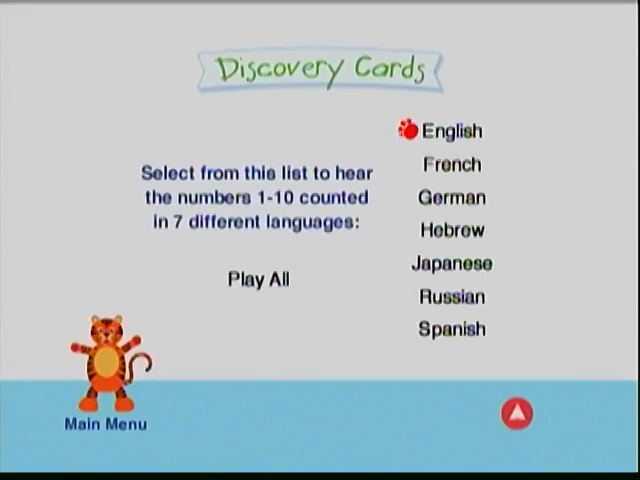 Discovery Cards
Select from this list to hear
the numbers 1-10 counted
in 7 different languages:
Play All
English
French
German
Hebrew
Japanese
Russian
Spanish
Main Menu